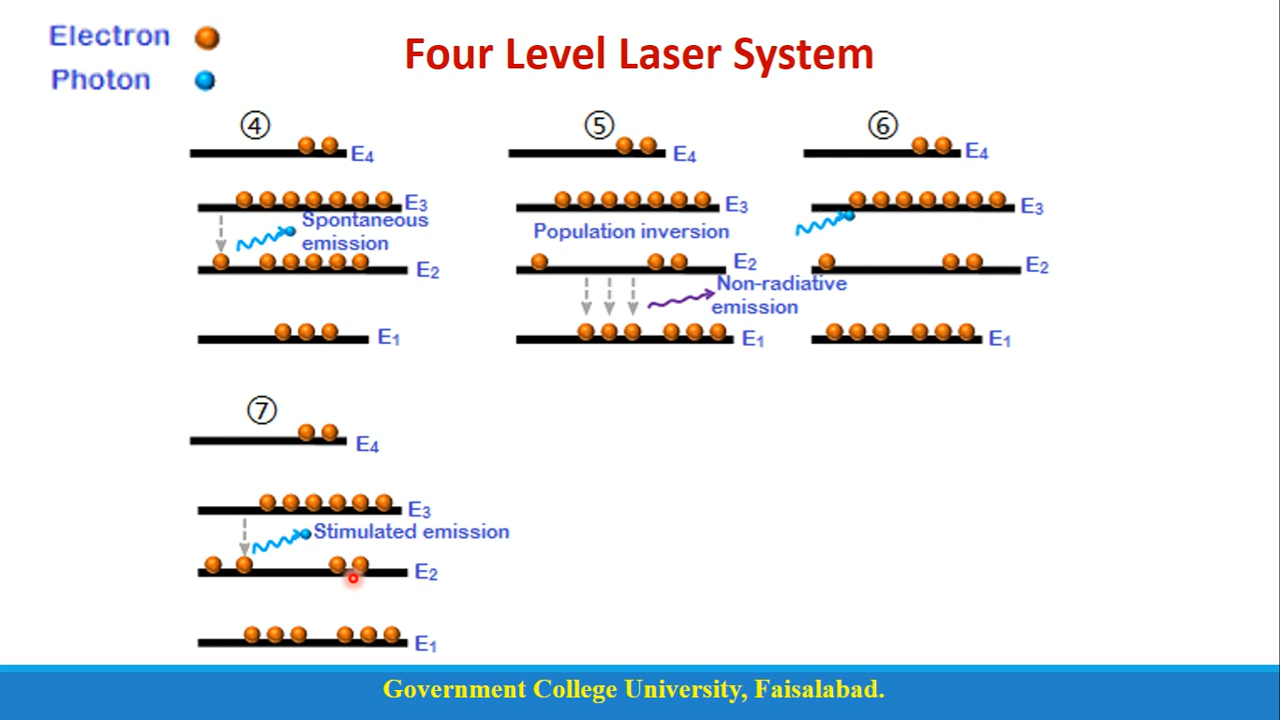 Electron
Photon
Four Level Laser System
④
E4
E3
Spontaneous
emission
E2
E1
⑤
E4
E3
Population inversion
E2
Non-radiative
emission
E1
⑥
E4
E3
E2
E1
⑦
E4
E3
Stimulated emission
E2
E1
Government College University, Faisalabad.